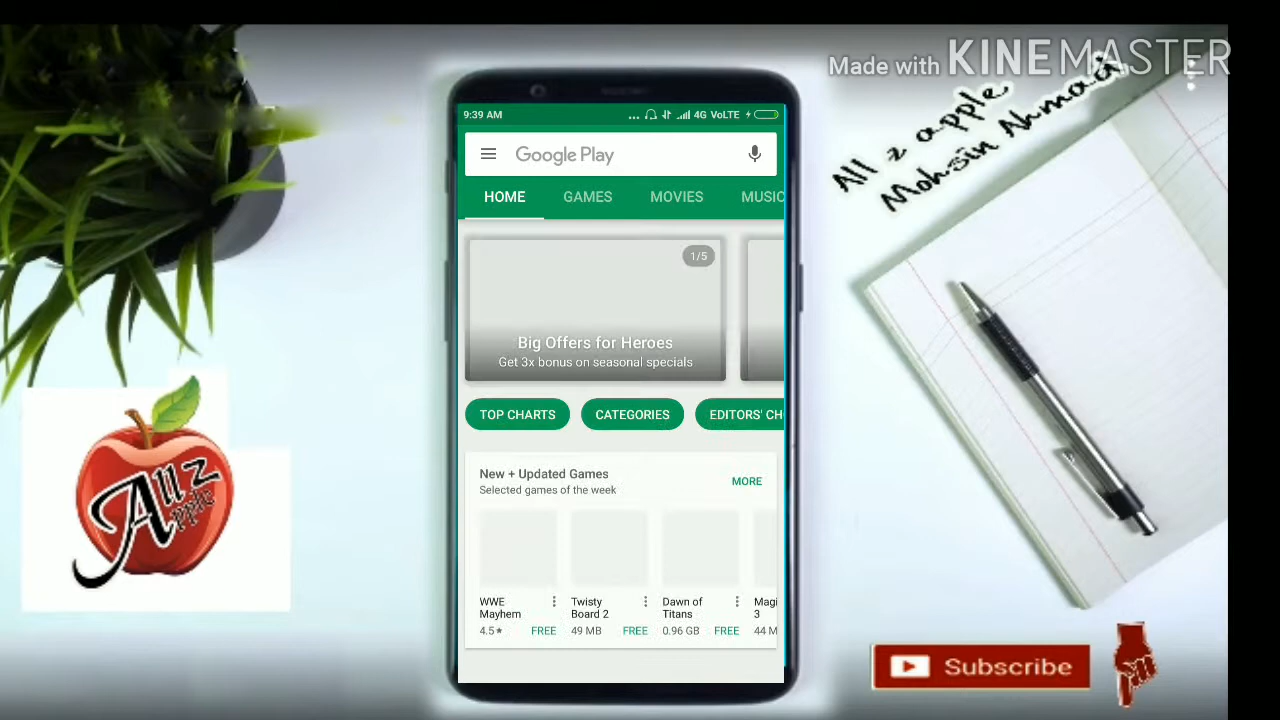 Made with KINEMASTER
All z apple
Mohsin Ahmad
9:39 AM
... 4G VoLTE
Google Play
HOME GAMES MOVIES MUSIC
1/5
Big Offers for Heroes
Get 3x bonus on seasonal specials
TOP CHARTS CATEGORIES EDITORS' CH
New + Updated Games
MORE
Selected games of the week
WWE Mayhem
4.5★ FREE
Twisty Board 2
49 MB FREE
Dawn of Titans
0.96 GB FREE
Magi
3
44 M
All z
apple
Subscribe